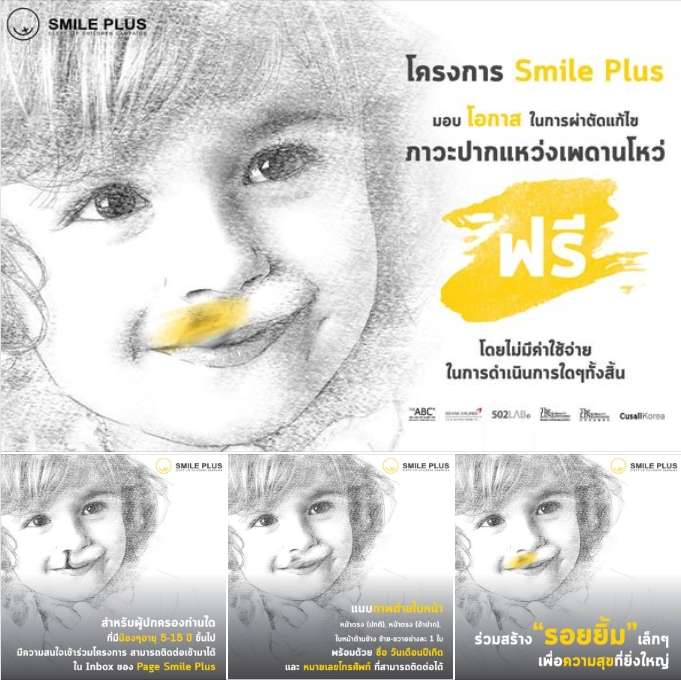 SMILE PLUS
CLEFT LIP CHILDREN CAMPAIGN
โครงการ Smile Plus
มอบ โอกาส ในการผ่าตัดแก้ไข
ภาวะปากแหว่งเพดานโหว่
ฟรี
โดยไม่มีค่าใช้จ่าย
ในการดำเนินการใดๆทั้งสิ้น
ABC
502LAB
Cusall Korea
SMILE PLUS
สำหรับผู้ปกครองท่านใด
ที่มีน้องๆอายุ 5-15 ปี ขึ้นไป
มีความสนใจเข้าร่วมโครงการ สามารถติดต่อเข้ามาได้
ใน Inbox ของ Page Smile Plus
SMILE PLUS
แนบภาพถ่ายใบหน้า
หน้าตรง (ปกติ), หน้าตรง (อ้าปาก),
ใบหน้าด้านข้าง ซ้าย-ขวาอย่างละ 1 ใบ
พร้อมด้วย ชื่อ วันเดือนปีเกิด
และ หมายเลขโทรศัพท์ ที่สามารถติดต่อได้
SMILE PLUS
ร่วมสร้าง “รอยยิ้ม” เล็กๆ
เพื่อความสุขที่ยิ่งใหญ่